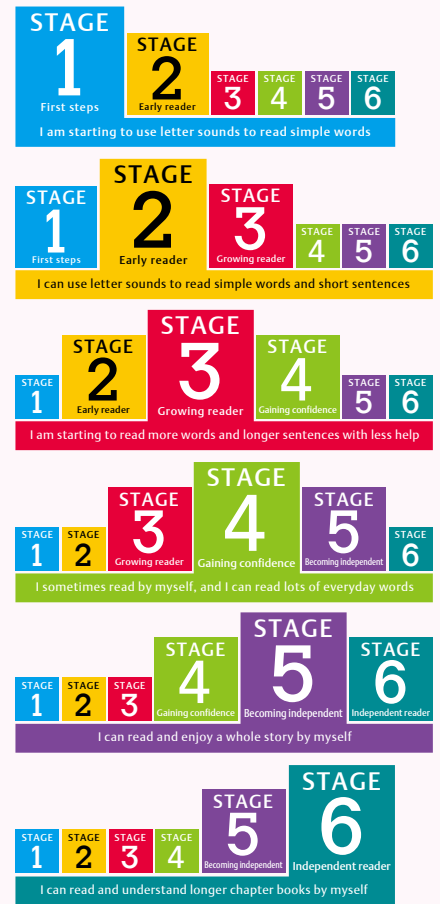 STAGE
1
First steps
STAGE
2
Early reader
STAGE
3
STAGE
4
STAGE
5
STAGE
6
I am starting to use letter sounds to read simple words
STAGE
1
First steps
STAGE
2
Early reader
STAGE
3
Growing reader
STAGE
4
STAGE
5
STAGE
6
I can use letter sounds to read simple words and short sentences
STAGE
1
STAGE
2
Early reader
STAGE
3
Growing reader
STAGE
4
Gaining confidence
STAGE
5
STAGE
6
I am starting to read more words and longer sentences with less help
STAGE
1
STAGE
2
STAGE
3
Growing reader
STAGE
4
Gaining confidence
STAGE
5
Becoming independent
STAGE
6
I sometimes read by myself, and I can read lots of everyday words
STAGE
1
STAGE
2
STAGE
3
STAGE
4
Gaining confidence
STAGE
5
Becoming independent
STAGE
6
Independent reader
I can read and enjoy a whole story by myself
STAGE
1
STAGE
2
STAGE
3
STAGE
4
STAGE
5
Becoming independent
STAGE
6
Independent reader
I can read and understand longer chapter books by myself